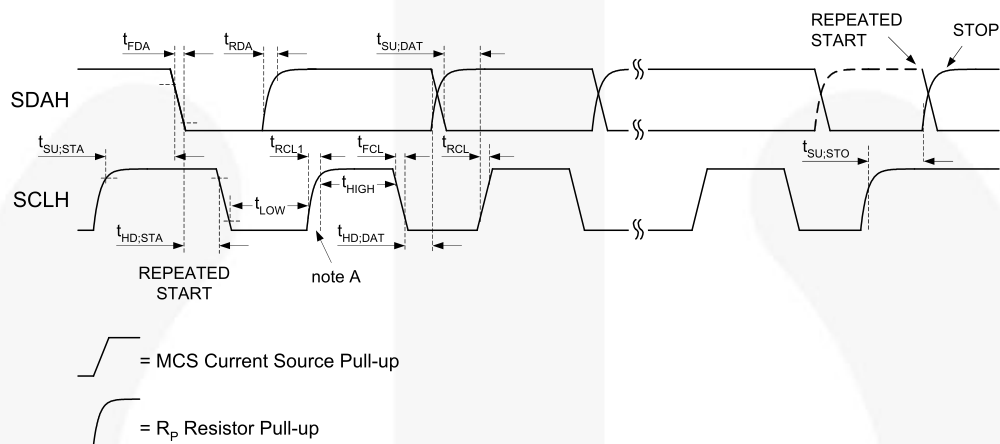 REPEATED
START
STOP
tFDA
tRDA
tSU;DAT
SDAH
tSU;STA
tRCL1
tFCL
tRCL
tSU;STO
SCLH
tHIGH
tLOW
tHD;STA
tHD;DAT
REPEATED
START
note A
= MCS Current Source Pull-up
= RP Resistor Pull-up